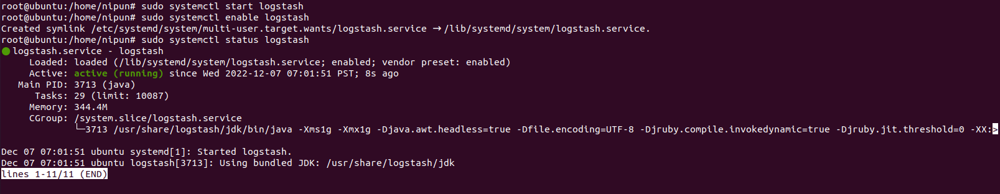 root@ubuntu:/home/nipun# sudo systemctl start logstash
root@ubuntu:/home/nipun# sudo systemctl enable logstash
Created symlink /etc/systemd/system/multi-user.target.wants/logstash.service → /lib/systemd/system/logstash.service.
root@ubuntu:/home/nipun# sudo systemctl status logstash
● logstash.service - logstash
     Loaded: loaded (/lib/systemd/system/logstash.service; enabled; vendor preset: enabled)
     Active: active (running) since Wed 2022-12-07 07:01:51 PST; 8s ago
   Main PID: 3713 (java)
      Tasks: 29 (limit: 10087)
     Memory: 344.4M
     CGroup: /system.slice/logstash.service
             └─3713 /usr/share/logstash/jdk/bin/java -Xms1g -Xmx1g -Djava.awt.headless=true -Dfile.encoding=UTF-8 -Djruby.compile.invokedynamic=true -Djruby.jit.threshold=0 -XX:>
Dec 07 07:01:51 ubuntu systemd[1]: Started logstash.
Dec 07 07:01:51 ubuntu logstash[3713]: Using bundled JDK: /usr/share/logstash/jdk
lines 1-11/11 (END)